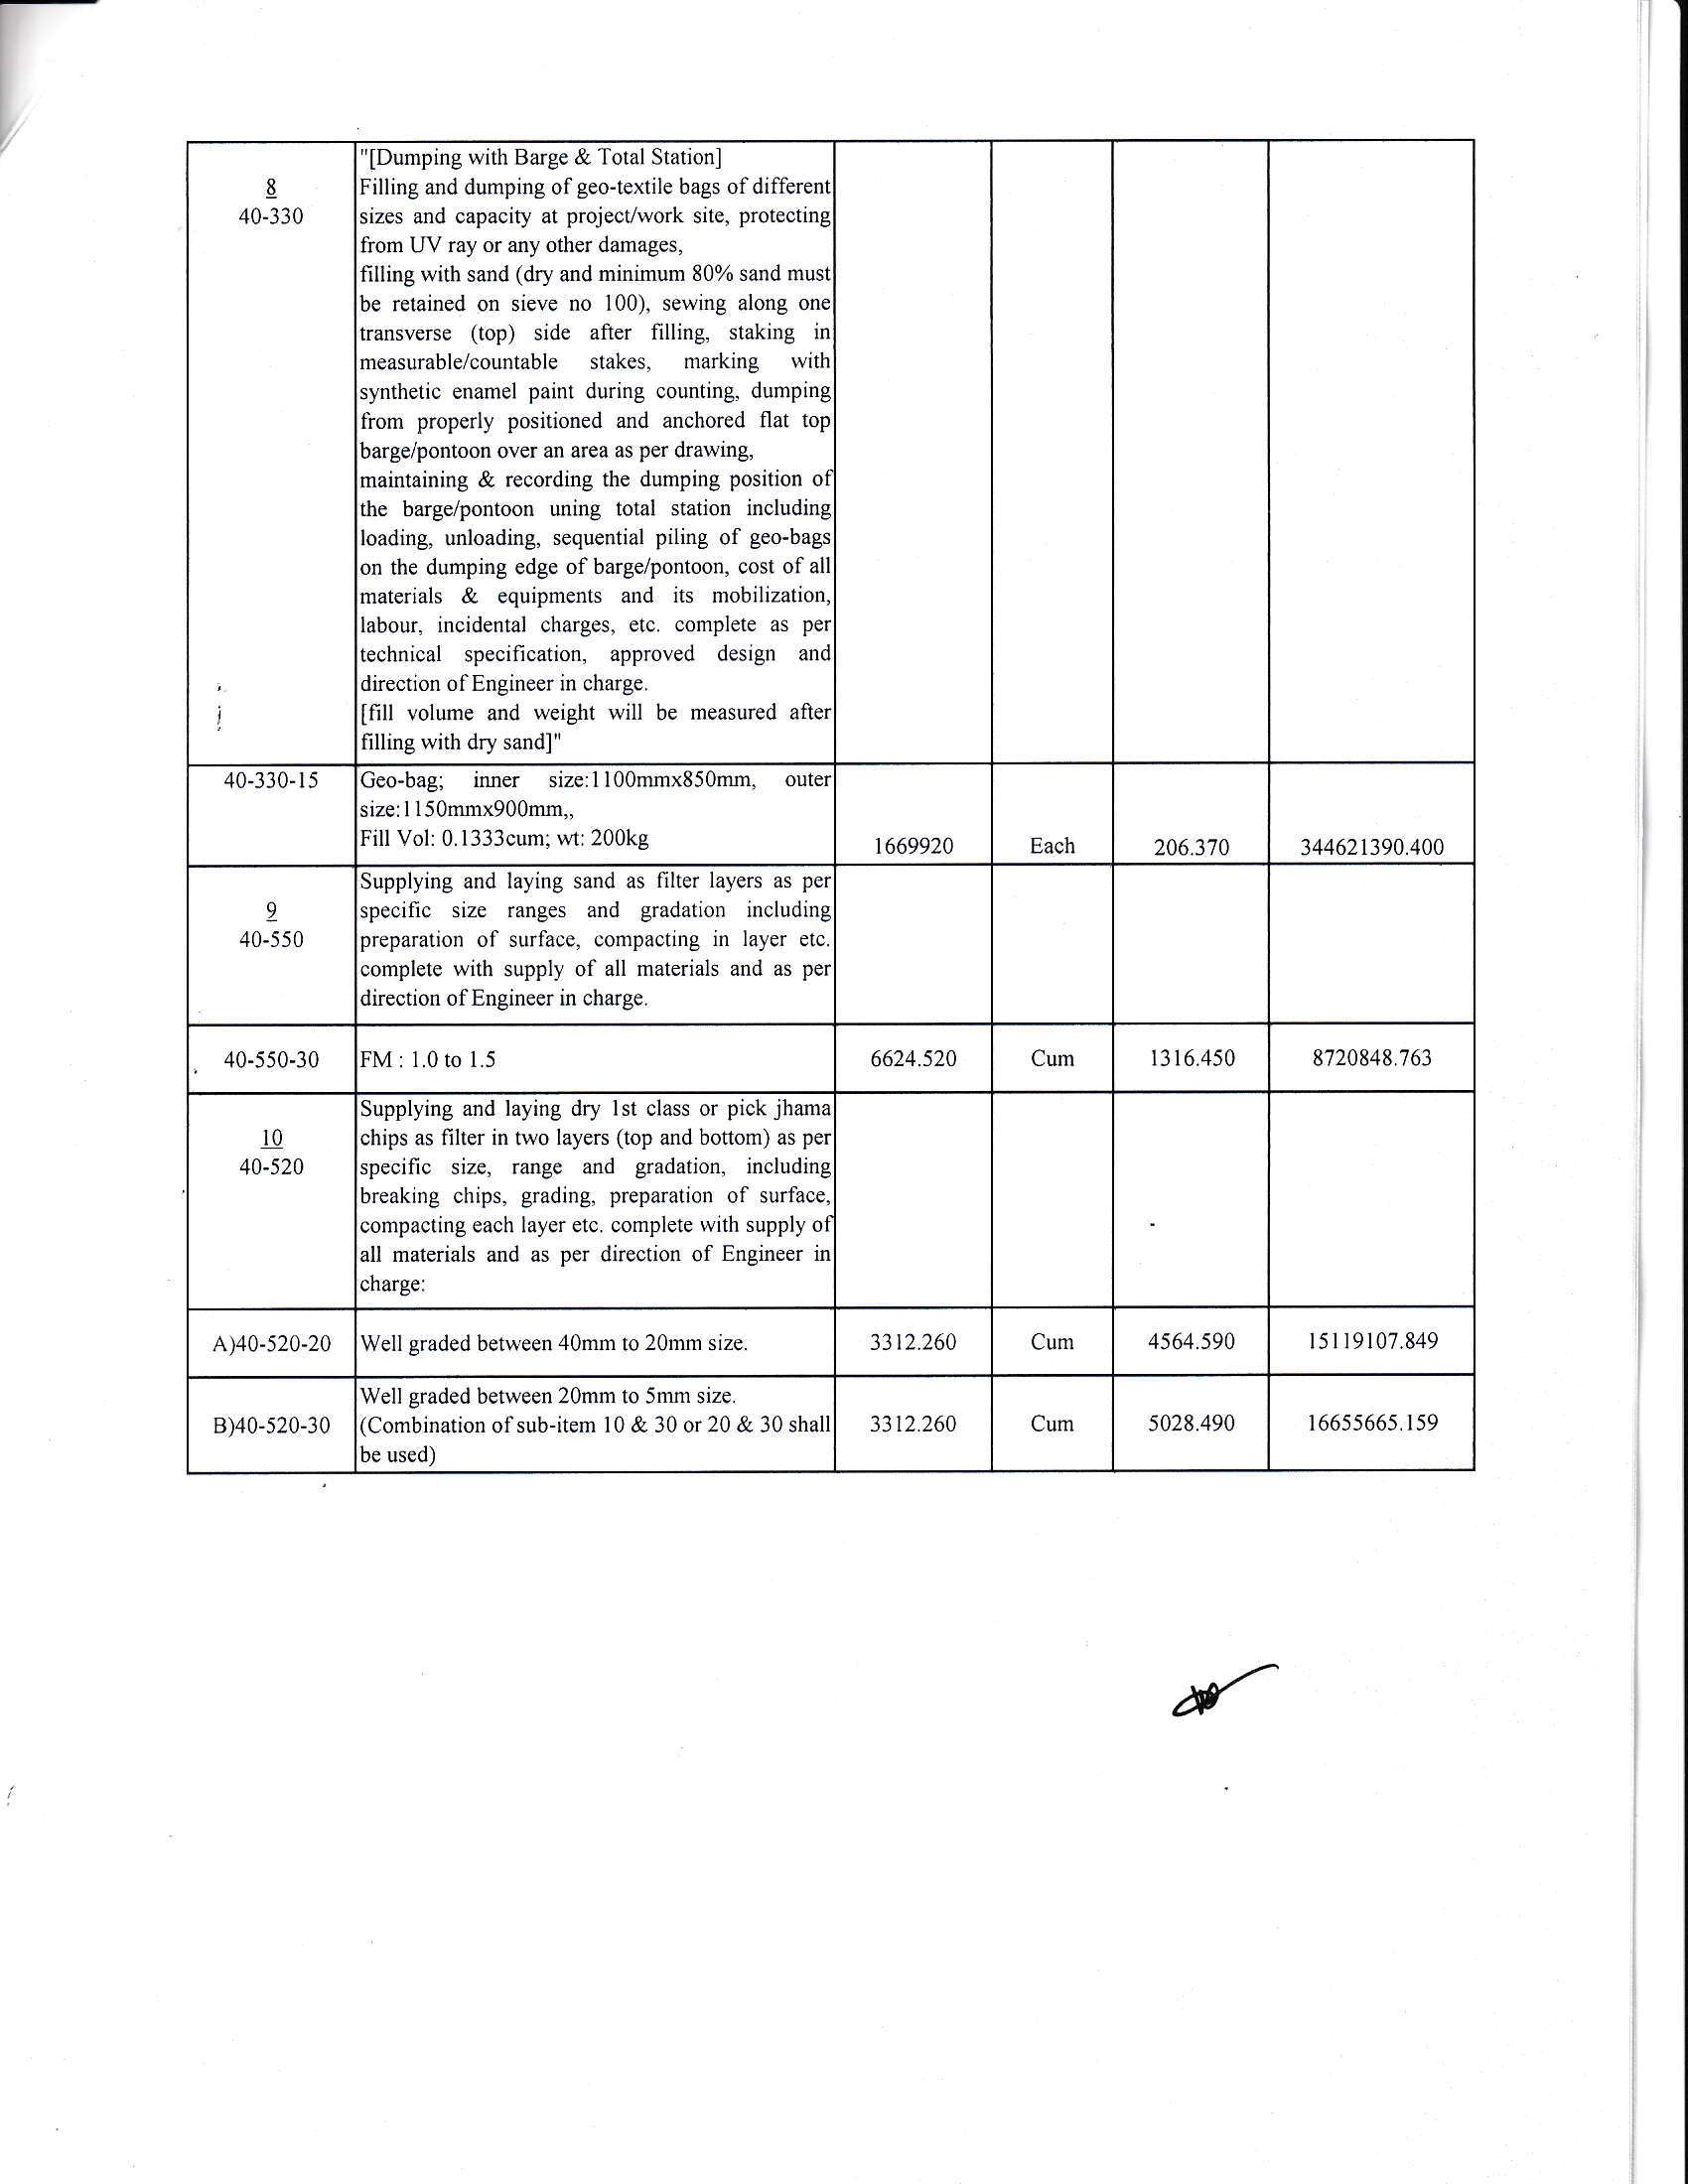 "[Dumping with Barge & Total Station]
8
40-330
Filling and dumping of geo-textile bags of different
sizes and capacity at project/work site, protecting
from UV ray or any other damages,
filling with sand (dry and minimum 80% sand must
be retained on sieve no 100), sewing along one
transverse (top) side after filling, staking in
measurable/countable stakes, marking with
synthetic enamel paint during counting, dumping
from properly positioned and anchored flat top
barge/pontoon over an area as per drawing,
maintaining & recording the dumping position of
the barge/pontoon uning total station including
loading, unloading, sequential piling of geo-bags
on the dumping edge of barge/pontoon, cost of all
materials & equipments and its mobilization,
labour, incidental charges, etc. complete as per
technical specification, approved design and
direction of Engineer in charge.
[fill volume and weight will be measured after
filling with dry sand]"
40-330-15
Geo-bag; inner size:1100mmx850mm, outer
size:1150mmx900mm,,
Fill Vol: 0.1333cum; wt: 200kg
1669920 Each 206.370 344621390.400
9
40-550
Supplying and laying sand as filter layers as per
specific size ranges and gradation including
preparation of surface, compacting in layer etc.
complete with supply of all materials and as per
direction of Engineer in charge.
40-550-30 FM : 1.0 to 1.5 6624.520 Cum 1316.450 8720848.763
10
40-520
Supplying and laying dry 1st class or pick jhama
chips as filter in two layers (top and bottom) as per
specific size, range and gradation, including
breaking chips, grading, preparation of surface,
compacting each layer etc. complete with supply of
all materials and as per direction of Engineer in
charge:
A)40-520-20 Well graded between 40mm to 20mm size. 3312.260 Cum 4564.590 15119107.849
B)40-520-30
Well graded between 20mm to 5mm size.
(Combination of sub-item 10 & 30 or 20 & 30 shall
be used)
3312.260 Cum 5028.490 16655665.159